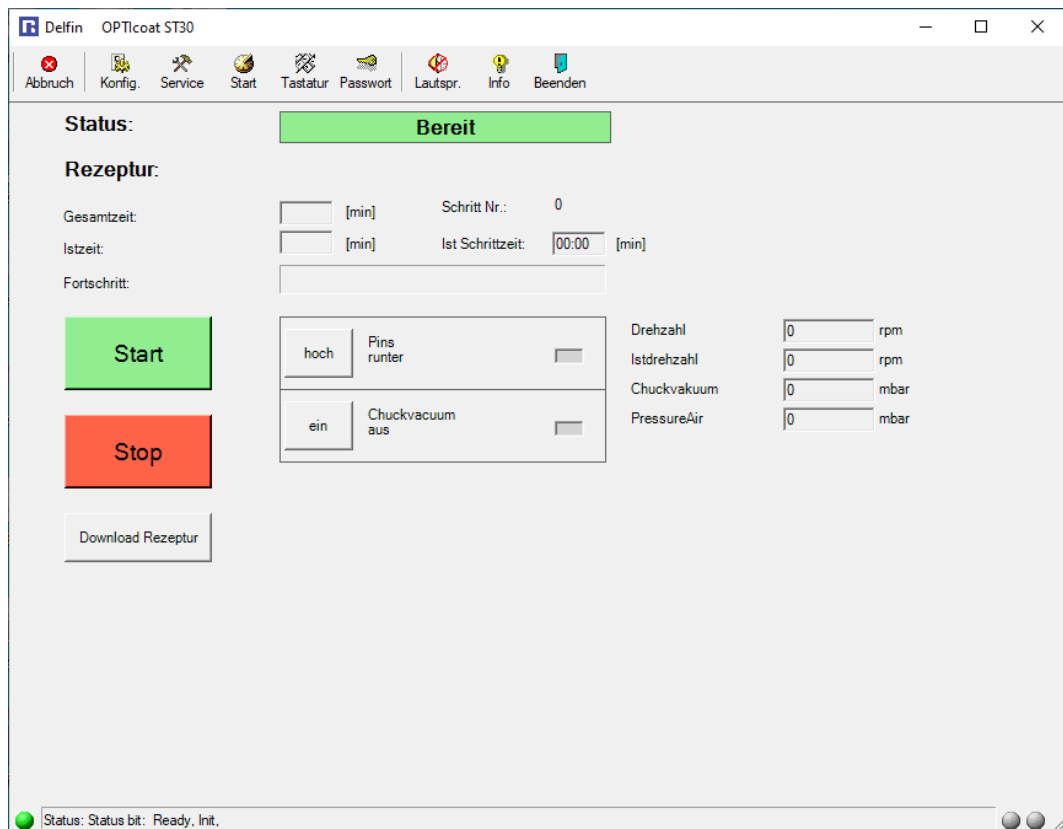 Delfin OPTIcoat ST30
Abbruch Konfig. Service Start Tastatur Passwort Lautspr. Info Beenden
Status: Bereit
Rezeptur:
Gesamtzeit: [min] Schritt Nr.: 0
Istzeit: [min] Ist Schrittzeit: 00:00 [min]
Fortschritt:
Start
hoch
Pins
runter
Drehzahl 0 rpm
Istdrehzahl 0 rpm
Chuckvakuum 0 mbar
PressureAir 0 mbar
ein
Chuckvacuum
aus
Stop
Download Rezeptur
Status: Status bit: Ready, Init,